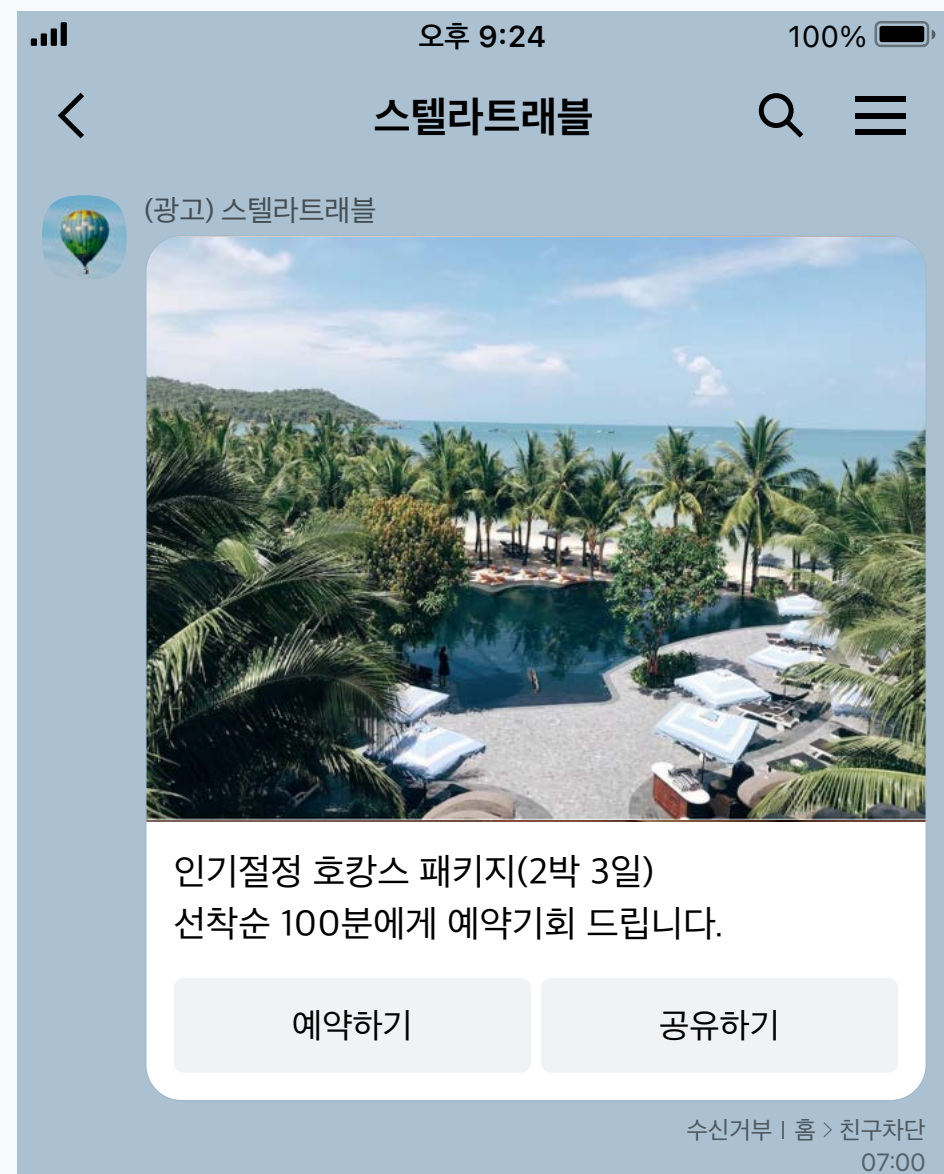 오후 9:24
100%
스텔라트래블
(광고) 스텔라트래블
인기절정 호캉스 패키지(2박 3일)
선착순 100분에게 예약기회 드립니다.
예약하기
공유하기
수신거부 | 홈 > 친구차단
07:00